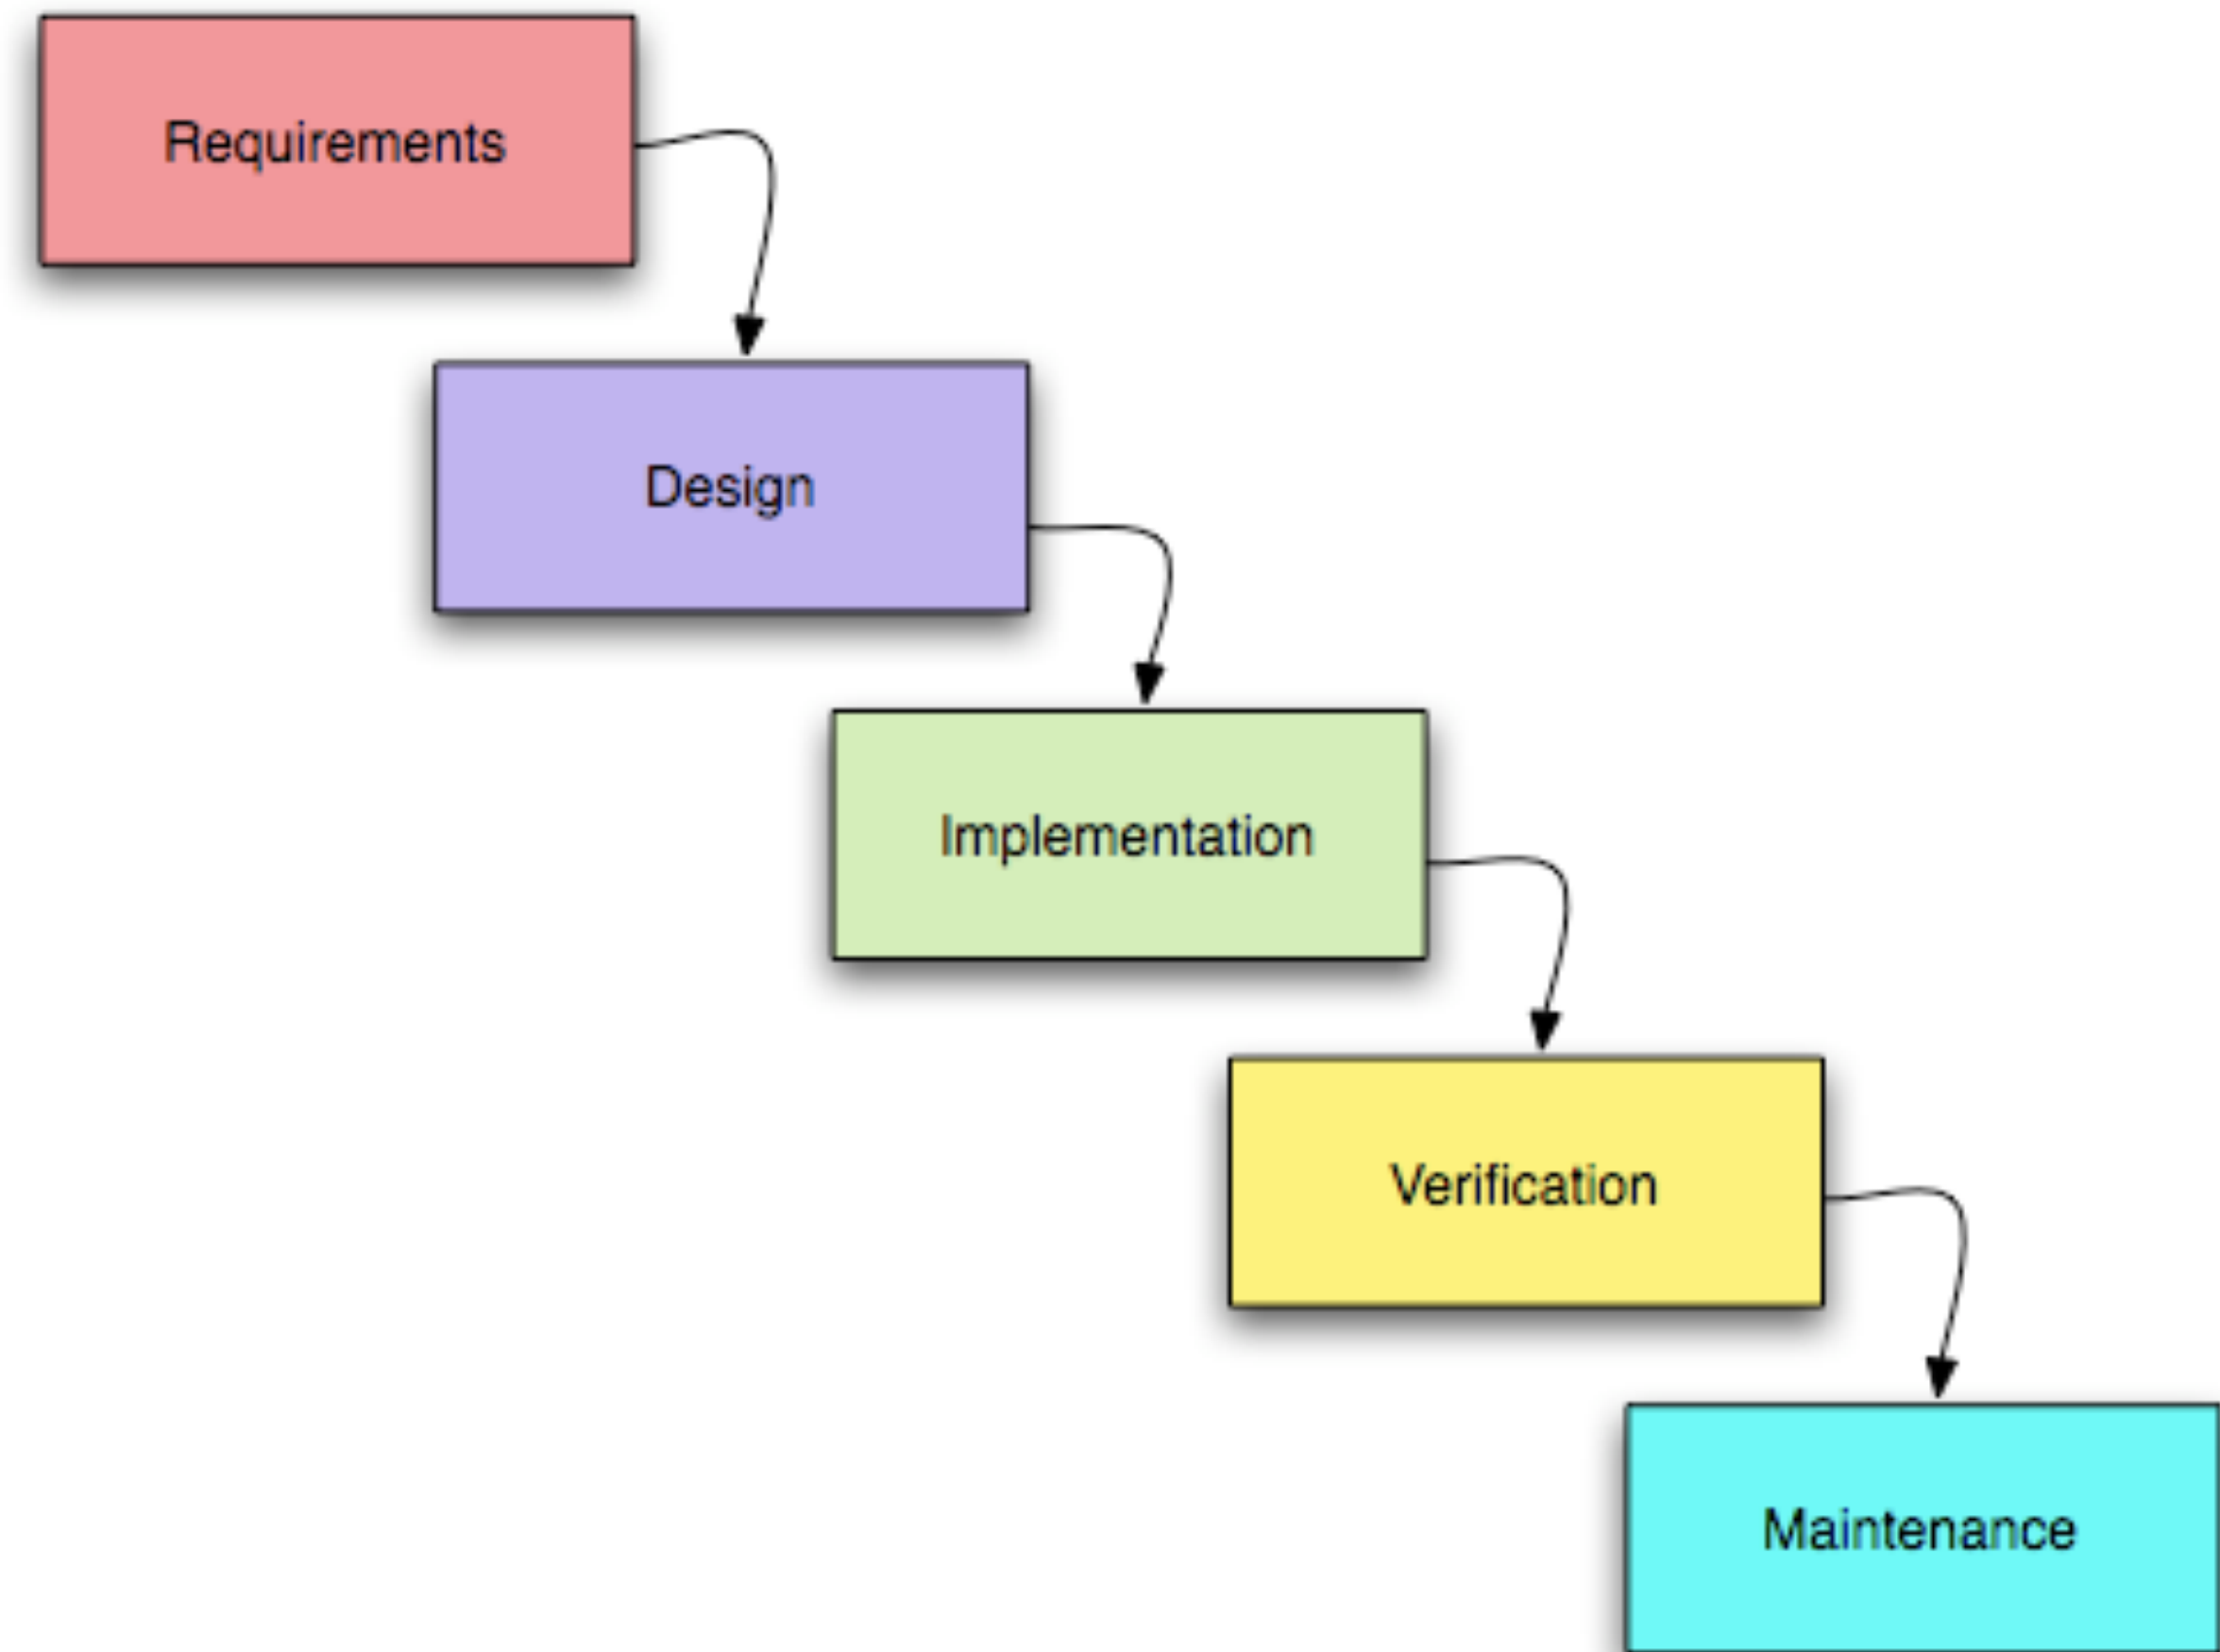 Requirements
Design
Implementation
Verification
Maintenance